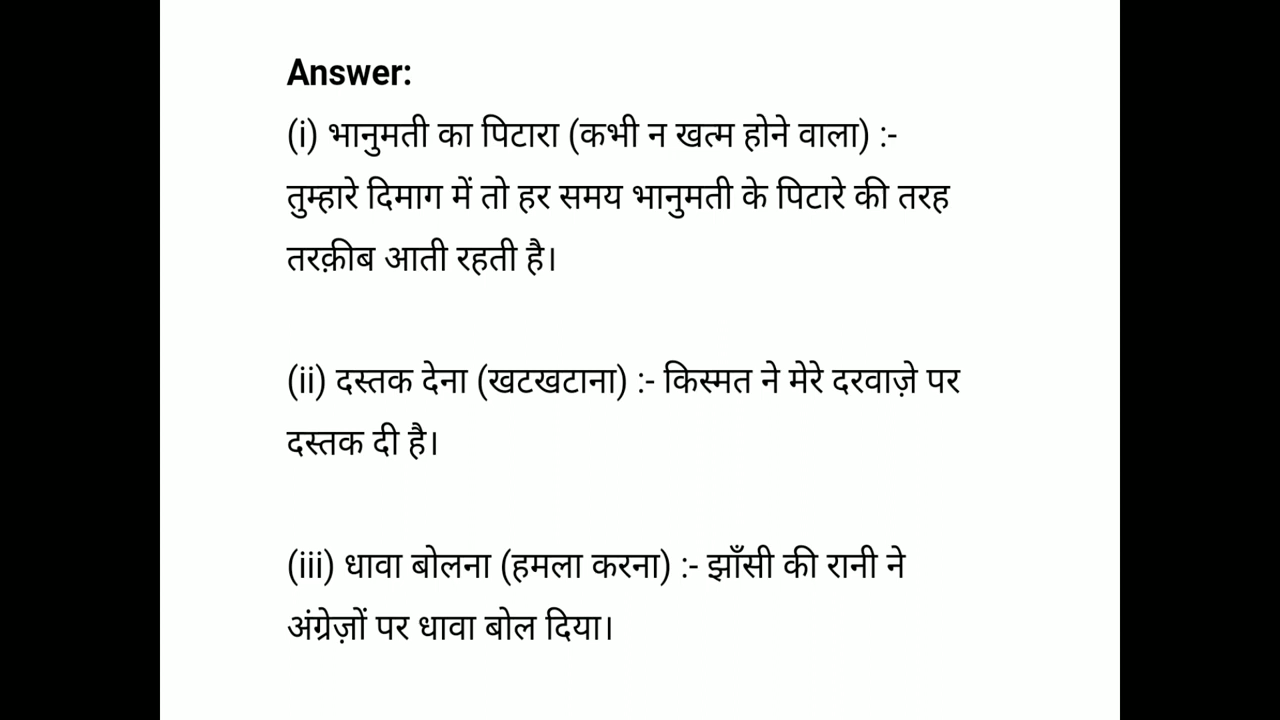 Answer:
(i) भानुमती का पिटारा (कभी न खत्म होने वाला) :-
तुम्हारे दिमाग में तो हर समय भानुमती के पिटारे की तरह
तरक़ीब आती रहती है।
(ii) दस्तक देना (खटखटाना) :- किस्मत ने मेरे दरवाज़े पर
दस्तक दी है।
(iii) धावा बोलना (हमला करना) :- झाँसी की रानी ने
अंग्रेज़ों पर धावा बोल दिया।